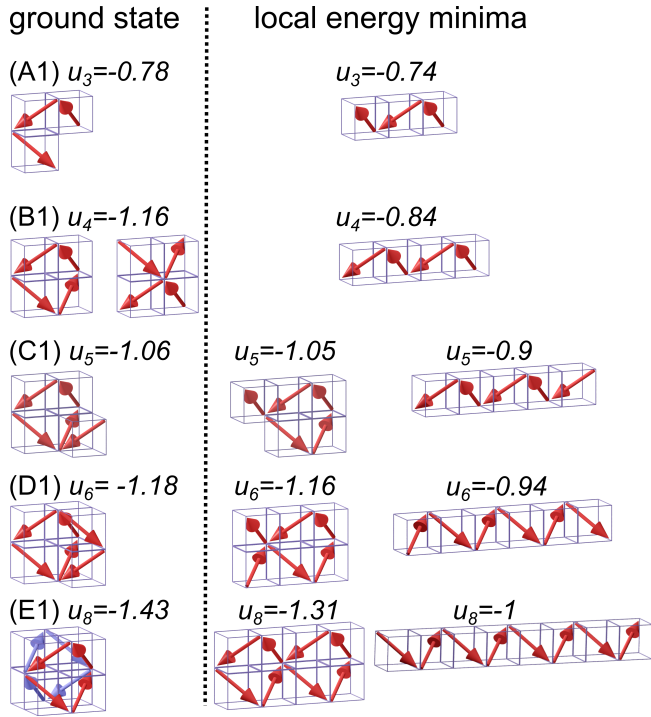 ground state local energy minima
(A1) u3=-0.78 u3=-0.74
(B1) u4=-1.16 u4=-0.84
(C1) u5=-1.06 u5=-1.05 u5=-0.9
(D1) u6= -1.18 u6=-1.16 u6=-0.94
(E1) u8=-1.43 u8=-1.31 u8=-1